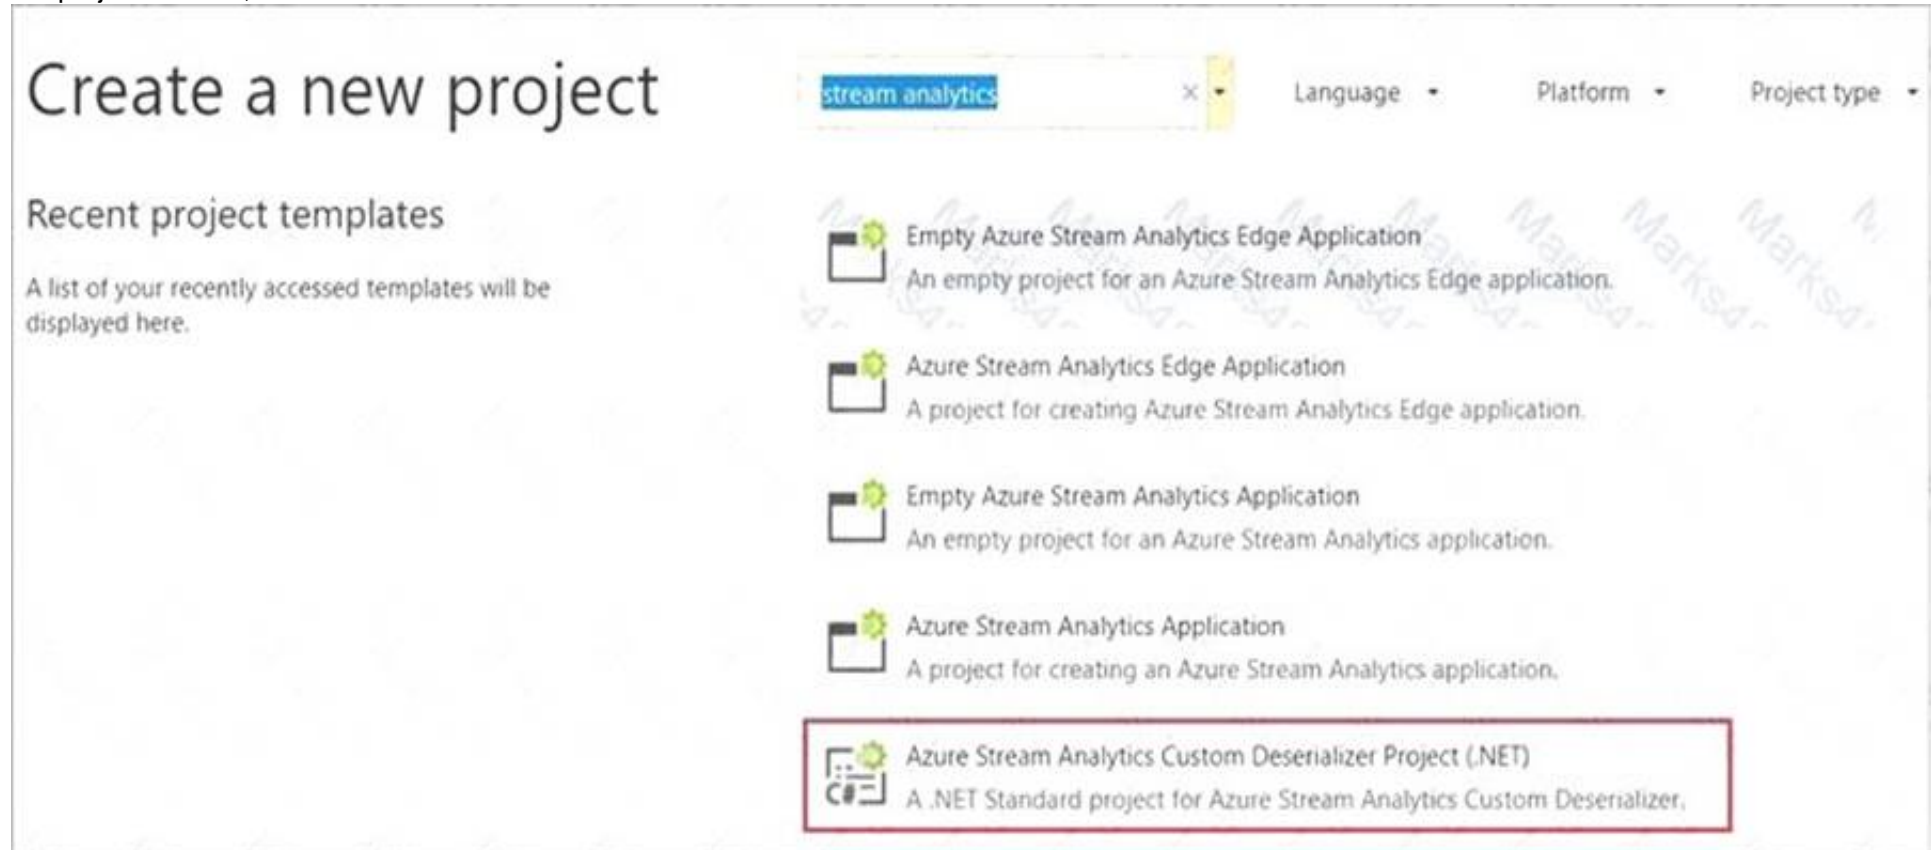 Create a new project
stream analytics
Language
Platform
Project type
Recent project templates
A list of your recently accessed templates will be
displayed here.
Empty Azure Stream Analytics Edge Application
An empty project for an Azure Stream Analytics Edge application.
Azure Stream Analytics Edge Application
A project for creating Azure Stream Analytics Edge application.
Empty Azure Stream Analytics Application
An empty project for an Azure Stream Analytics application.
Azure Stream Analytics Application
A project for creating an Azure Stream Analytics application.
C#
Azure Stream Analytics Custom Deserializer Project (.NET)
A .NET Standard project for Azure Stream Analytics Custom Deserializer.